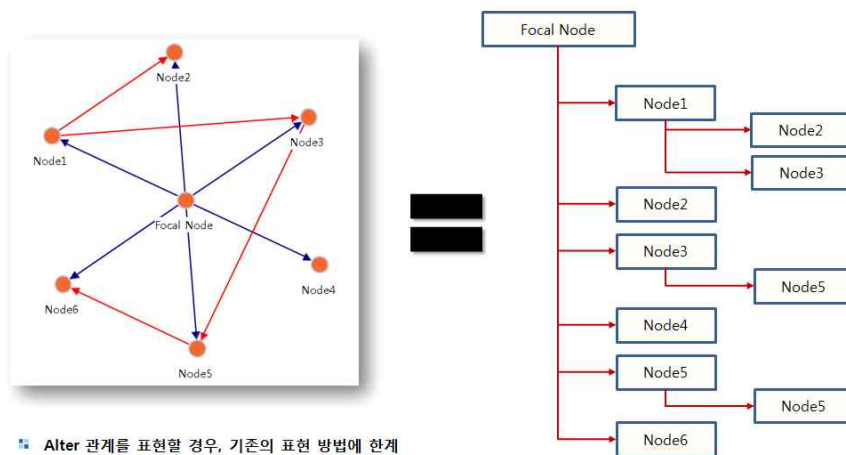 Node2
Node3
Node1
Focal Node
Node4
Node6
Node5
Alter 관계를 표현할 경우, 기존의 표현 방법에 한계
Focal Node
Node1
Node2
Node3
Node2
Node3
Node5
Node4
Node5
Node5
Node6